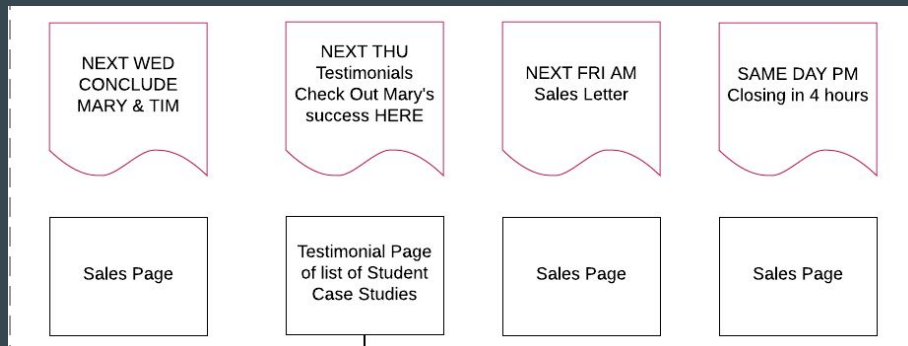 NEXT WED
CONCLUDE
MARY & TIM
NEXT THU
Testimonials
Check Out Mary's
success HERE
NEXT FRI AM
Sales Letter
SAME DAY PM
Closing in 4 hours
Sales Page
Testimonial Page
of list of Student
Case Studies
Sales Page
Sales Page